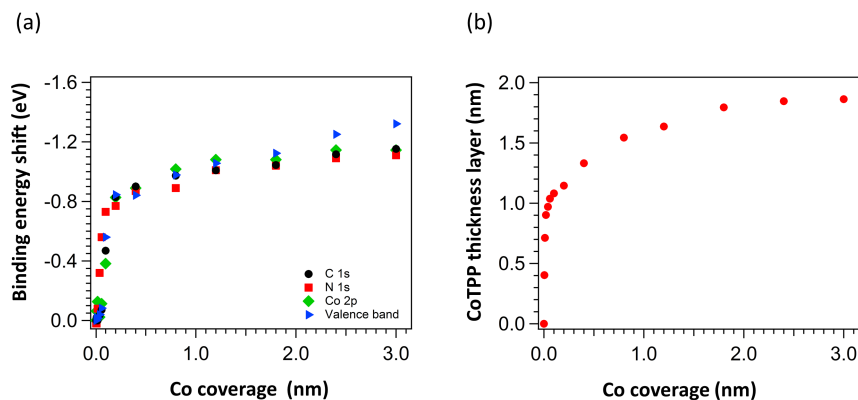 (a)
Binding energy shift (eV)
-1.6
-1.2
-0.8
-0.4
0.0
C 1s
N 1s
Co 2p
Valence band
0.0 1.0 2.0 3.0
Co coverage (nm)
(b)
CoTPP thickness layer (nm)
2.0
1.5
1.0
0.5
0.0
0.0 1.0 2.0 3.0
Co coverage (nm)